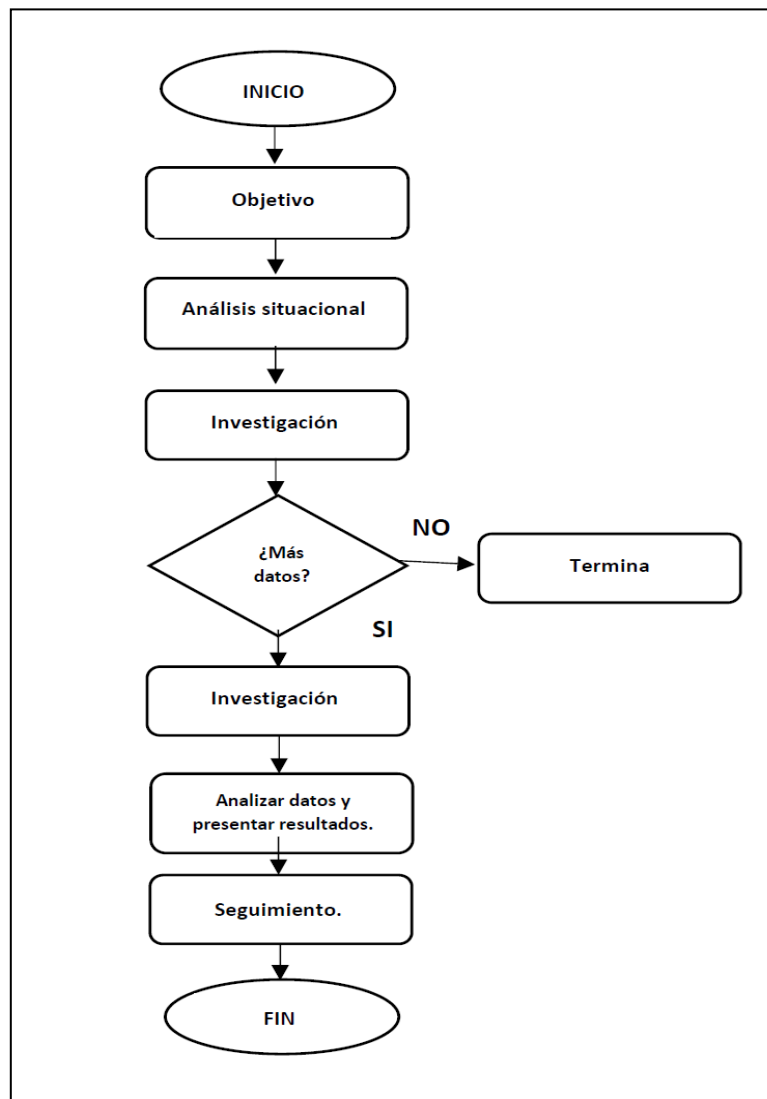 INICIO
Objetivo
Análisis situacional
Investigación
¿Más
datos?
NO
Termina
SI
Investigación
Analizar datos y
presentar resultados.
Seguimiento.
FIN